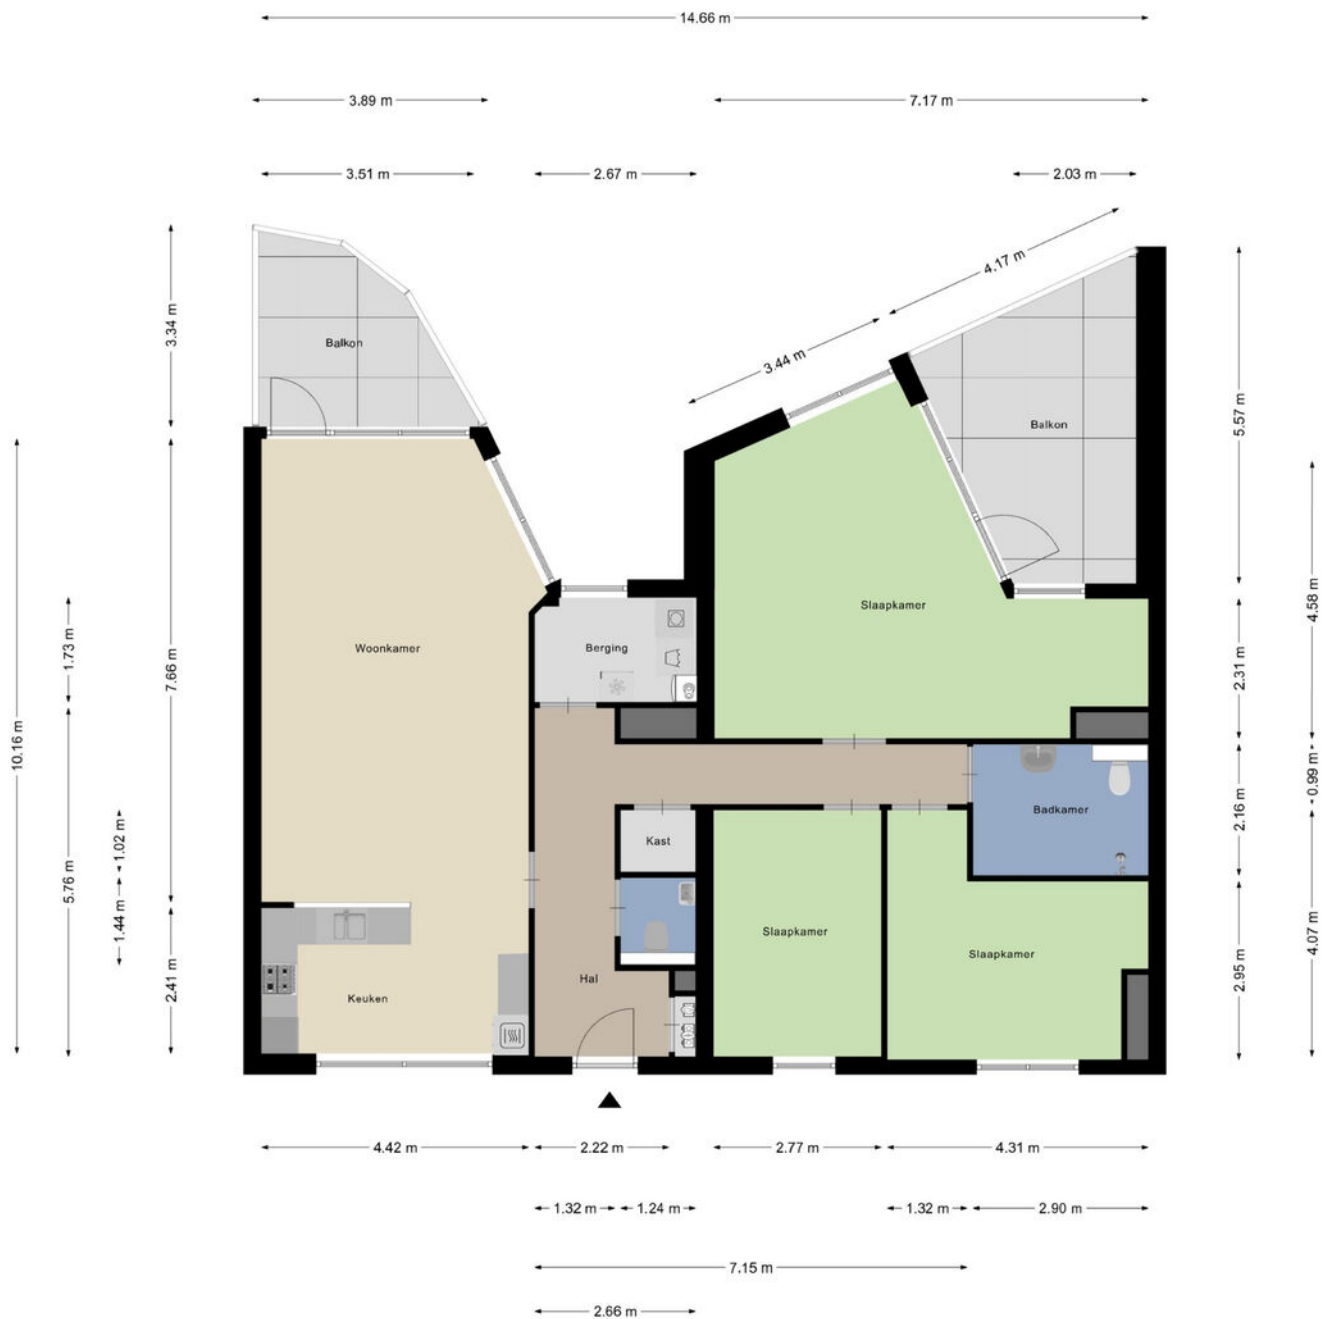 14.66 m
3.89 m
7.17 m
3.51 m
2.67 m
2.03 m
4.17 m
3.34 m
3.44 m
Balkon
Balkon
5.57 m
4.58 m
Slaapkamer
Woonkamer
Berging
1.73 m
7.66 m
2.31 m
10.16 m
0.99 m
2.16 m
Badkamer
Kast
1.02 m
5.76 m
1.44 m
Slaapkamer
Slaapkamer
4.07 m
2.95 m
2.41 m
Hal
Keuken
4.42 m
2.22 m
2.77 m
4.31 m
1.32 m
1.24 m
1.32 m
2.90 m
7.15 m
2.66 m